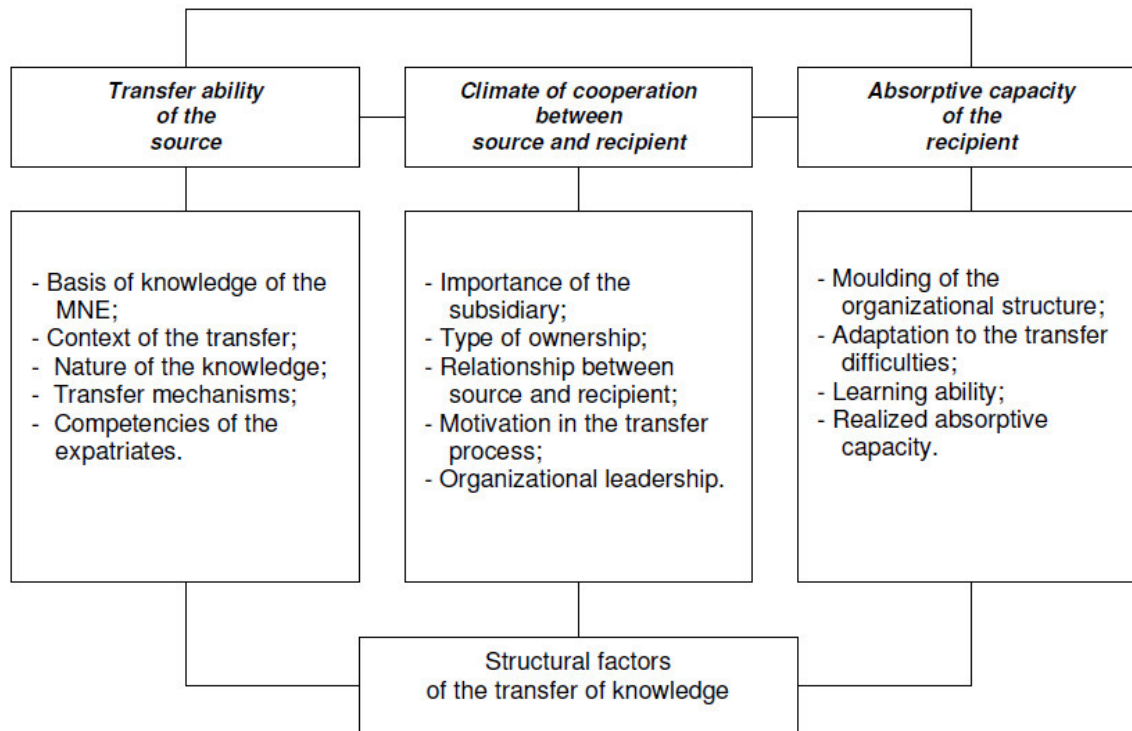 Transfer ability
of the
source
Climate of cooperation
between
source and recipient
Absorptive capacity
of the
recipient
- Basis of knowledge of the
MNE;
- Context of the transfer;
- Nature of the knowledge;
- Transfer mechanisms;
- Competencies of the
expatriates.
- Importance of the
subsidiary;
- Type of ownership;
- Relationship between
source and recipient;
- Motivation in the transfer
process;
- Organizational leadership.
- Moulding of the
organizational structure;
- Adaptation to the transfer
difficulties;
- Learning ability;
- Realized absorptive
capacity.
Structural factors
of the transfer of knowledge